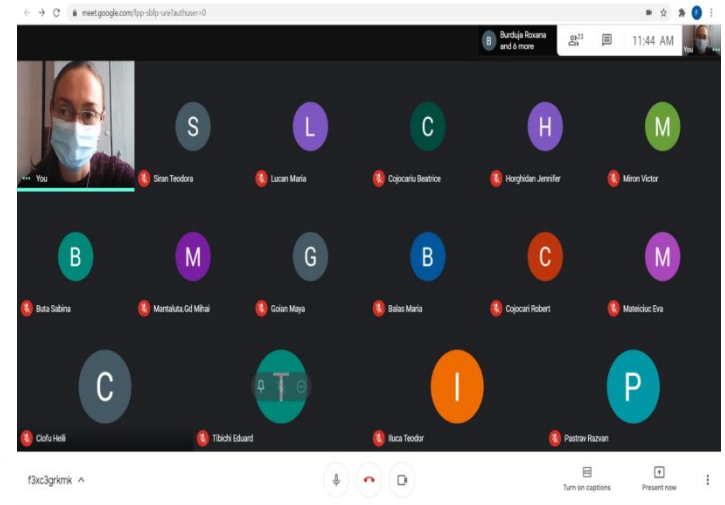 meet.google.com/fpp-sbfp-ure?authuser=0
F
B
Burduja Roxana
and 6 more
23
11:44 AM
You
You
S
Siran Teodora
L
Lucan Maria
C
Cojocariu Beatrice
H
Horghidan Jennifer
M
Miron Victor
B
Buta Sabina
M
Mantaluta.Gd Mihai
G
Goian Maya
B
Balas Maria
C
Cojocari Robert
M
Mateiciuc Eva
C
Ciofu Heili
T
Tibichi Eduard
I
Iluca Teodor
P
Pastrav Razvan
f3xc3grkmk
Turn on captions
Present now